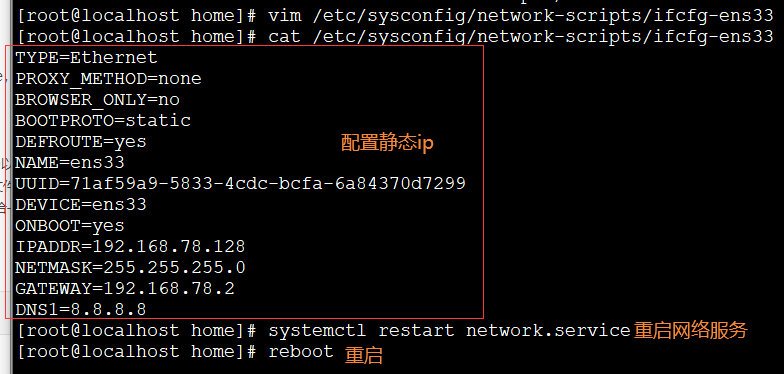 [root@localhost home]# vim /etc/sysconfig/network-scripts/ifcfg-ens33
[root@localhost home]# cat /etc/sysconfig/network-scripts/ifcfg-ens33
TYPE=Ethernet
PROXY_METHOD=none
BROWSER_ONLY=no
BOOTPROTO=static
DEFROUTE=yes
配置静态ip
NAME=ens33
UUID=71af59a9-5833-4cdc-bcfa-6a84370d7299
DEVICE=ens33
ONBOOT=yes
IPADDR=192.168.78.128
NETMASK=255.255.255.0
GATEWAY=192.168.78.2
DNS1=8.8.8.8
[root@localhost home]# systemctl restart network.service 重启网络服务
[root@localhost home]# reboot 重启